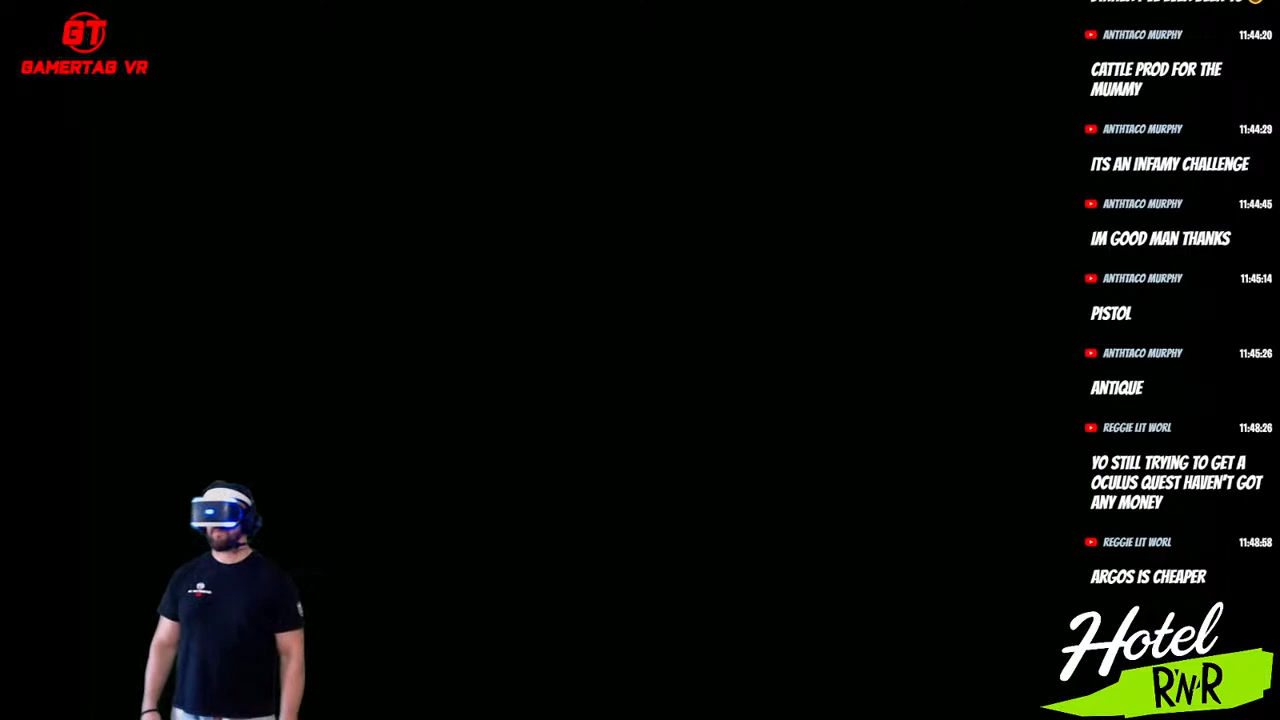 GT
GAMERTAG VR
ANTHTACO MURPHY 11:44:20
CATTLE PROD FOR THE
MUMMY
ANTHTACO MURPHY 11:44:29
ITS AN INFAMY CHALLENGE
ANTHTACO MURPHY 11:44:45
IM GOOD MAN THANKS
ANTHTACO MURPHY 11:45:14
PISTOL
ANTHTACO MURPHY 11:45:26
ANTIQUE
REGGIE LIT WORL 11:48:26
YO STILL TRYING TO GET A
OCULUS QUEST HAVEN'T GOT
ANY MONEY
REGGIE LIT WORL 11:48:58
ARGOS IS CHEAPER
Hotel
R'N'R